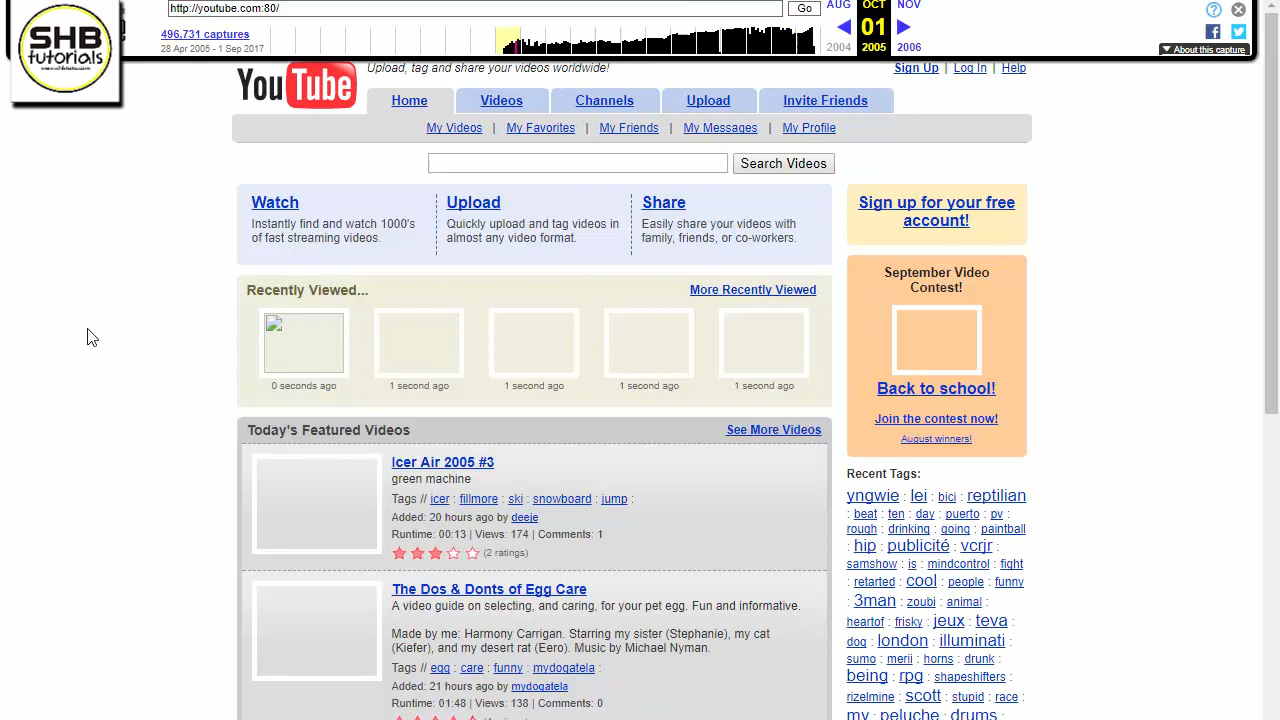 http://youtube.com:80/
Go
AUG OCT NOV
01
2004 2005 2006
496,731 captures
28 Apr 2005 - 1 Sep 2017
About this capture
SHB
tutorials
YouTube
Upload, tag and share your videos worldwide!
Sign Up | Log In | Help
Home Videos Channels Upload Invite Friends
My Videos | My Favorites | My Friends | My Messages | My Profile
Search Videos
Watch
Instantly find and watch 1000's
of fast streaming videos.
Upload
Quickly upload and tag videos in
almost any video format.
Share
Easily share your videos with
family, friends, or co-workers.
Sign up for your free
account!
Recently Viewed...
More Recently Viewed
0 seconds ago 1 second ago 1 second ago 1 second ago 1 second ago
September Video
Contest!
Back to school!
Join the contest now!
August winners!
Today's Featured Videos
See More Videos
Icer Air 2005 #3
green machine
Tags // icer : fillmore : ski : snowboard : jump :
Added: 20 hours ago by deeje
Runtime: 00:13 | Views: 174 | Comments: 1
(2 ratings)
The Dos & Donts of Egg Care
A video guide on selecting, and caring, for your pet egg. Fun and informative.
Made by me: Harmony Carrigan. Starring my sister (Stephanie), my cat
(Kiefer), and my desert rat (Eero). Music by Michael Nyman.
Tags // egg : care : funny : mydogatela :
Added: 21 hours ago by mydogatela
Runtime: 01:48 | Views: 138 | Comments: 0
Recent Tags:
yngwie : lei : bici : reptilian
: beat : ten : day : puerto : pv :
rough : drinking : going : paintball
: hip : publicité : vcrjr :
samshow : is : mindcontrol : fight
: retarted : cool : people : funny
: 3man : zoubi : animal :
heartof : frisky : jeux : teva :
dog : london : illuminati :
sumo : merii : horns : drunk :
being : rpg : shapeshifters :
rizelmine : scott : stupid : race :
my : peluche : drums :